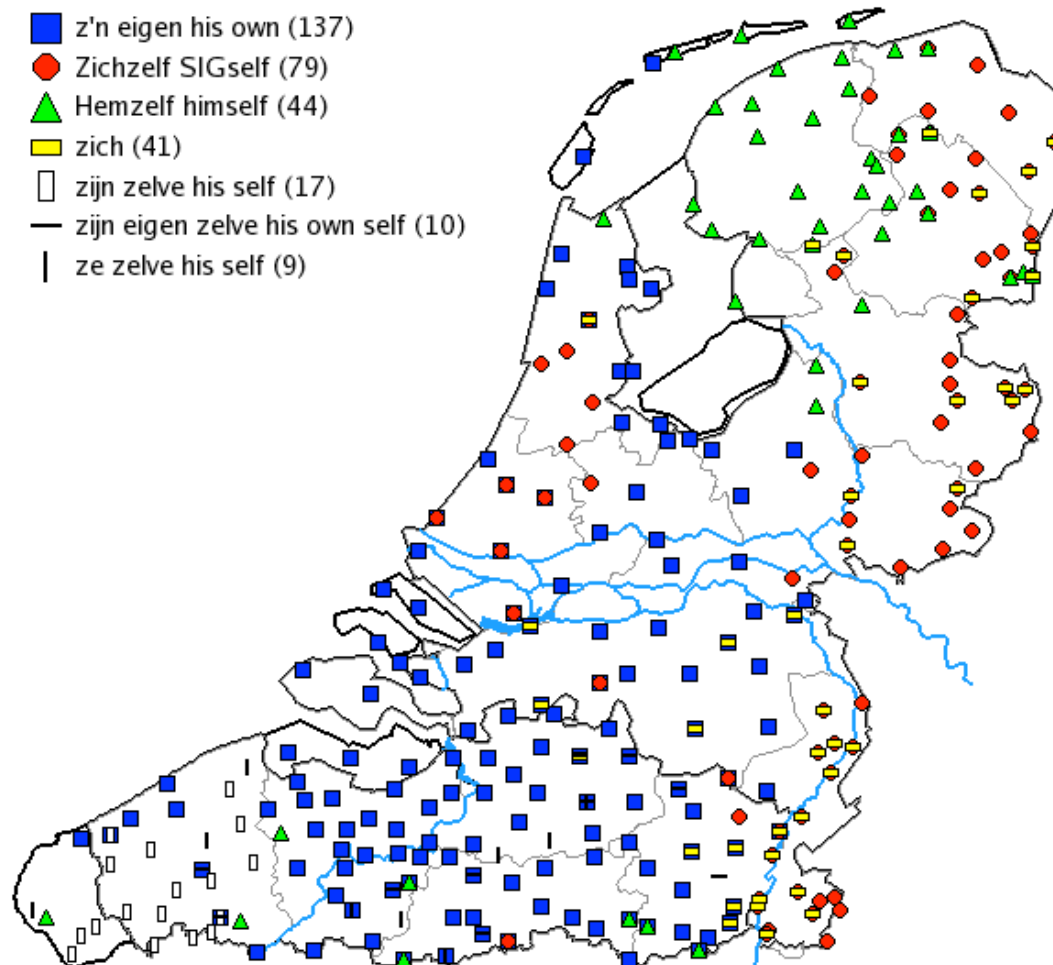 z'n eigen his own (137)
Zichzelf SIGself (79)
Hemzelf himself (44)
zich (41)
zijn zelve his self (17)
zijn eigen zelve his own self (10)
ze zelve his self (9)